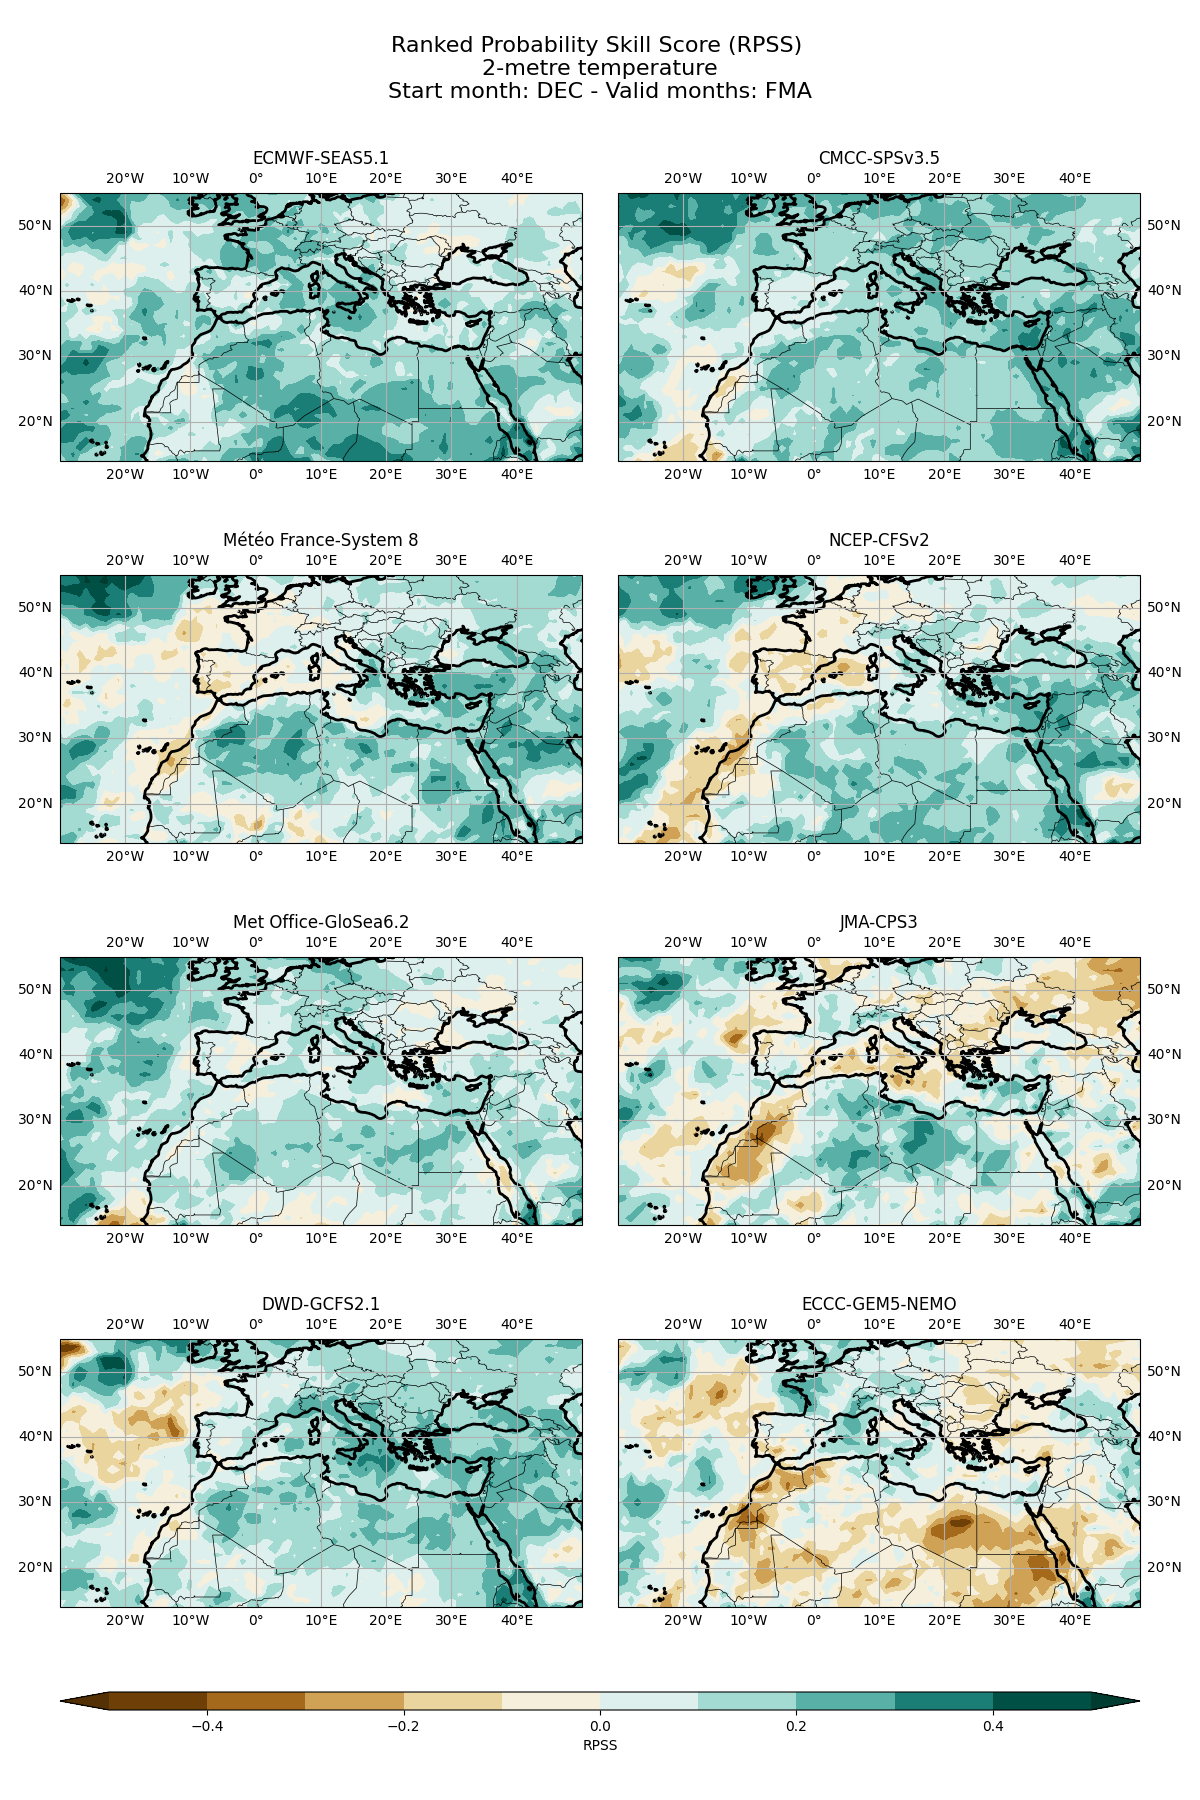 Ranked Probability Skill Score (RPSS)
2-metre temperature
Start month: DEC - Valid months: FMA
ECMWF-SEAS5.1
20°W 10°W 0° 10°E 20°E 30°E 40°E
50°N
40°N
30°N
20°N
20°W 10°W 0° 10°E 20°E 30°E 40°E
CMCC-SPSv3.5
20°W 10°W 0° 10°E 20°E 30°E 40°E
50°N
40°N
30°N
20°N
20°W 10°W 0° 10°E 20°E 30°E 40°E
Météo France-System 8
20°W 10°W 0° 10°E 20°E 30°E 40°E
50°N
40°N
30°N
20°N
20°W 10°W 0° 10°E 20°E 30°E 40°E
NCEP-CFSv2
20°W 10°W 0° 10°E 20°E 30°E 40°E
50°N
40°N
30°N
20°N
20°W 10°W 0° 10°E 20°E 30°E 40°E
Met Office-GloSea6.2
20°W 10°W 0° 10°E 20°E 30°E 40°E
50°N
40°N
30°N
20°N
20°W 10°W 0° 10°E 20°E 30°E 40°E
JMA-CPS3
20°W 10°W 0° 10°E 20°E 30°E 40°E
50°N
40°N
30°N
20°N
20°W 10°W 0° 10°E 20°E 30°E 40°E
DWD-GCFS2.1
20°W 10°W 0° 10°E 20°E 30°E 40°E
50°N
40°N
30°N
20°N
20°W 10°W 0° 10°E 20°E 30°E 40°E
ECCC-GEM5-NEMO
20°W 10°W 0° 10°E 20°E 30°E 40°E
50°N
40°N
30°N
20°N
20°W 10°W 0° 10°E 20°E 30°E 40°E
−0.4 −0.2 0.0 0.2 0.4
RPSS